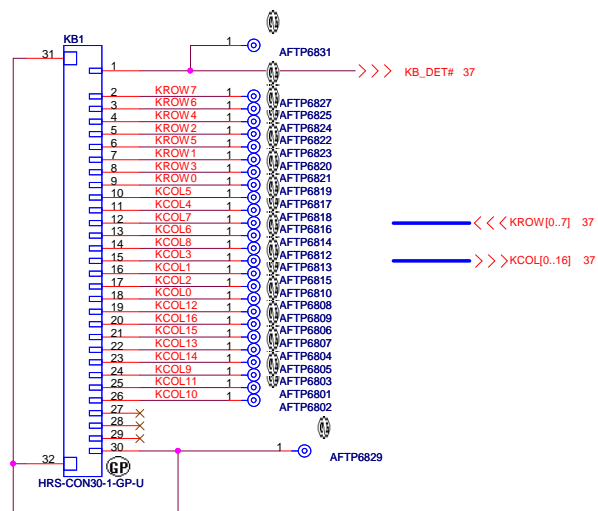 KB1
31
1 AFTP6831
1 KB_DET# 37
2 KROW7 1 AFTP6827
3 KROW6 1 AFTP6825
4 KROW4 1 AFTP6824
5 KROW2 1 AFTP6822
6 KROW5 1 AFTP6823
7 KROW1 1 AFTP6820
8 KROW3 1 AFTP6821
9 KROW0 1 AFTP6819
10 KCOL5 1 AFTP6817
11 KCOL4 1 AFTP6818
12 KCOL7 1 AFTP6816
13 KCOL6 1 AFTP6814
14 KCOL8 1 AFTP6812
15 KCOL3 1 AFTP6813
16 KCOL1 1 AFTP6815
17 KCOL2 1 AFTP6810
18 KCOL0 1 AFTP6808
19 KCOL12 1 AFTP6809
20 KCOL16 1 AFTP6806
21 KCOL15 1 AFTP6807
22 KCOL13 1 AFTP6804
23 KCOL14 1 AFTP6805
24 KCOL9 1 AFTP6803
25 KCOL11 1 AFTP6801
26 KCOL10 1 AFTP6802
27
28
29
30 1 AFTP6829
32
GP
HRS-CON30-1-GP-U
KROW[0..7] 37
KCOL[0..16] 37